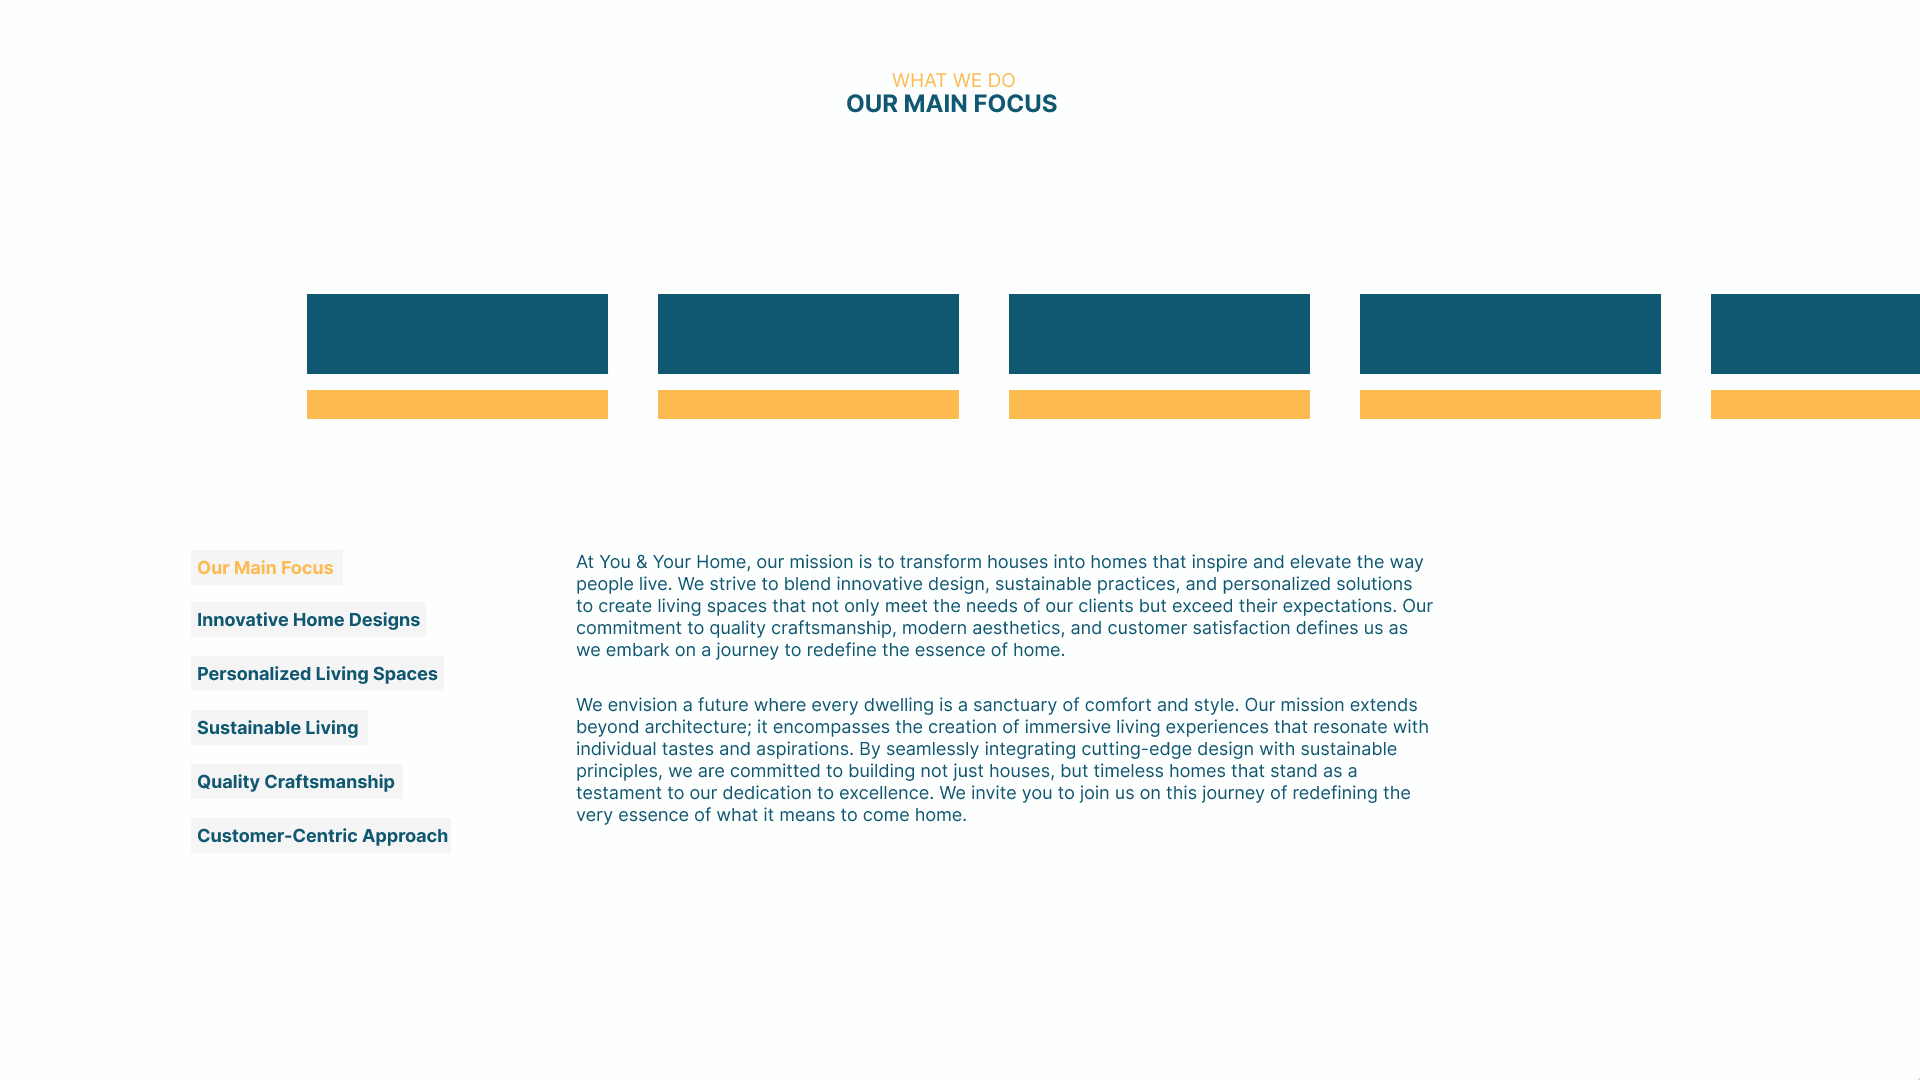 WHAT WE DO
OUR MAIN FOCUS
Our Main Focus
Innovative Home Designs
Personalized Living Spaces
Sustainable Living
Quality Craftsmanship
Customer-Centric Approach
At You & Your Home, our mission is to transform houses into homes that inspire and elevate the way
people live. We strive to blend innovative design, sustainable practices, and personalized solutions
to create living spaces that not only meet the needs of our clients but exceed their expectations. Our
commitment to quality craftsmanship, modern aesthetics, and customer satisfaction defines us as
we embark on a journey to redefine the essence of home.
We envision a future where every dwelling is a sanctuary of comfort and style. Our mission extends
beyond architecture; it encompasses the creation of immersive living experiences that resonate with
individual tastes and aspirations. By seamlessly integrating cutting-edge design with sustainable
principles, we are committed to building not just houses, but timeless homes that stand as a
testament to our dedication to excellence. We invite you to join us on this journey of redefining the
very essence of what it means to come home.